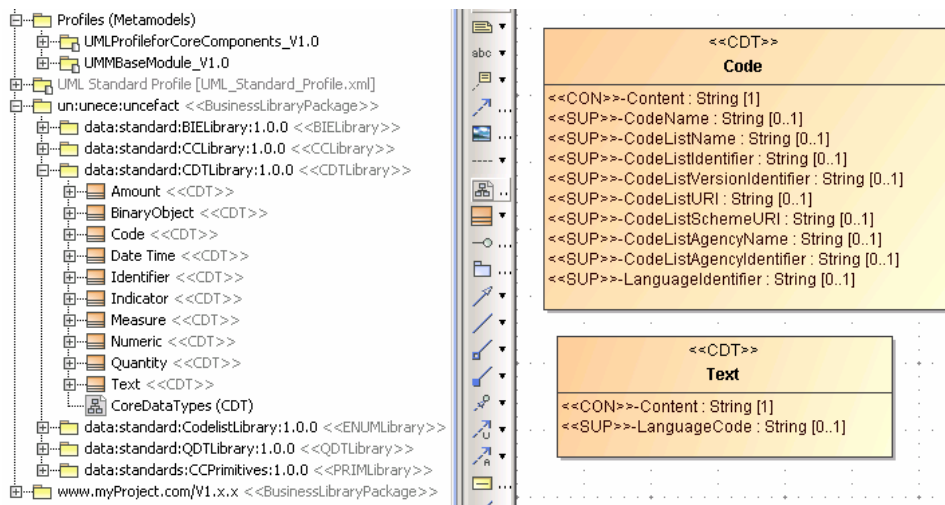 Profiles (Metamodels)
UMLProfileforCoreComponents_V1.0
UMMBaseModule_V1.0
UML Standard Profile [UML_Standard_Profile.xml]
un:unece:uncefact <<BusinessLibraryPackage>>
data:standard:BIELibrary:1.0.0 <<BIELibrary>>
data:standard:CCLibrary:1.0.0 <<CCLibrary>>
data:standard:CDTLibrary:1.0.0 <<CDTLibrary>>
Amount <<CDT>>
BinaryObject <<CDT>>
Code <<CDT>>
Date Time <<CDT>>
Identifier <<CDT>>
Indicator <<CDT>>
Measure <<CDT>>
Numeric <<CDT>>
Quantity <<CDT>>
Text <<CDT>>
CoreDataTypes (CDT)
data:standard:CodelistLibrary:1.0.0 <<ENUMLibrary>>
data:standard:QDTLibrary:1.0.0 <<QDTLibrary>>
data:standards:CCPrimitives:1.0.0 <<PRIMLibrary>>
www.myProject.com/V1.x.x <<BusinessLibraryPackage>>
abc
U
A
<<CDT>>
Code
<<CON>>-Content : String [1]
<<SUP>>-CodeName : String [0..1]
<<SUP>>-CodeListName : String [0..1]
<<SUP>>-CodeListIdentifier : String [0..1]
<<SUP>>-CodeListVersionIdentifier : String [0..1]
<<SUP>>-CodeListURI : String [0..1]
<<SUP>>-CodeListSchemeURI : String [0..1]
<<SUP>>-CodeListAgencyName : String [0..1]
<<SUP>>-CodeListAgencyIdentifier : String [0..1]
<<SUP>>-LanguageIdentifier : String [0..1]
<<CDT>>
Text
<<CON>>-Content : String [1]
<<SUP>>-LanguageCode : String [0..1]